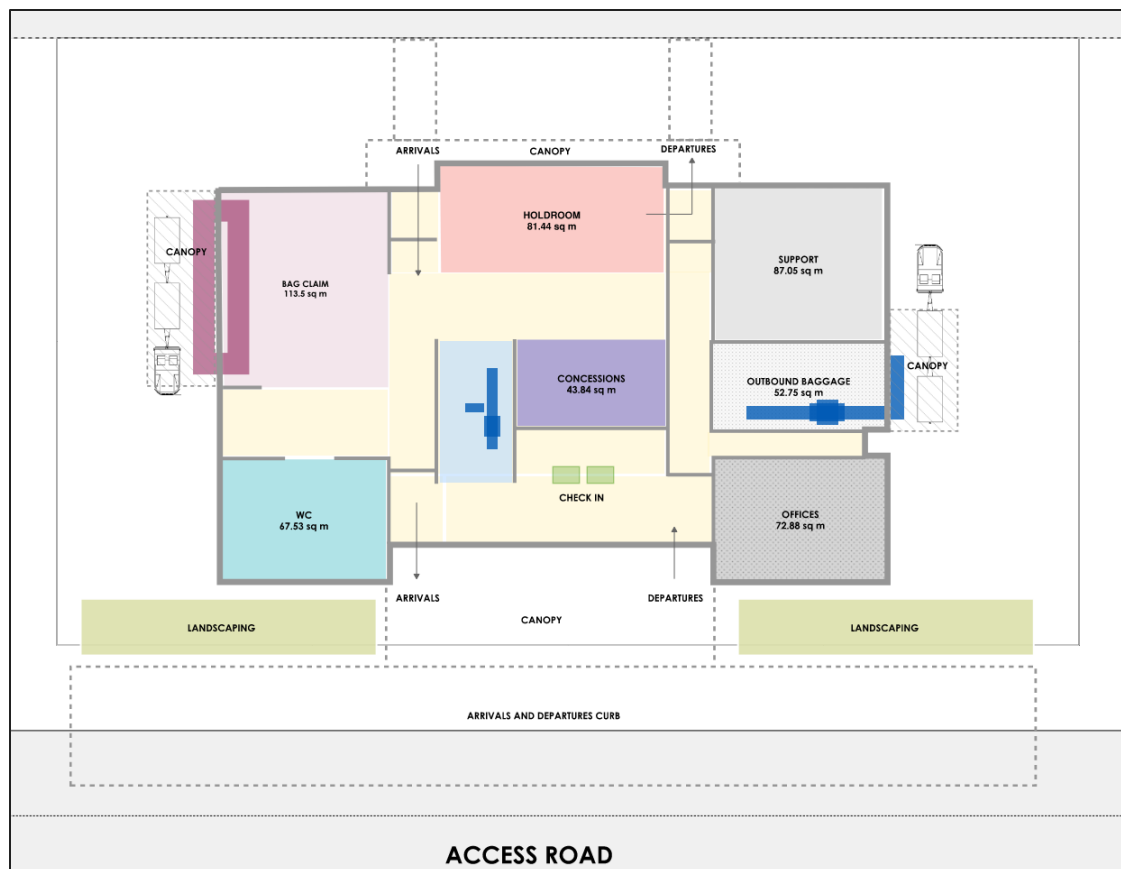 ARRIVALS
CANOPY
DEPARTURES
HOLDROOM
81.44 sq m
CANOPY
SUPPORT
87.05 sq m
BAG CLAIM
113.5 sq m
CONCESSIONS
43.84 sq m
OUTBOUND BAGGAGE
52.75 sq m
CANOPY
CHECK IN
WC
67.53 sq m
OFFICES
72.88 sq m
ARRIVALS
DEPARTURES
CANOPY
LANDSCAPING
LANDSCAPING
ARRIVALS AND DEPARTURES CURB
ACCESS ROAD